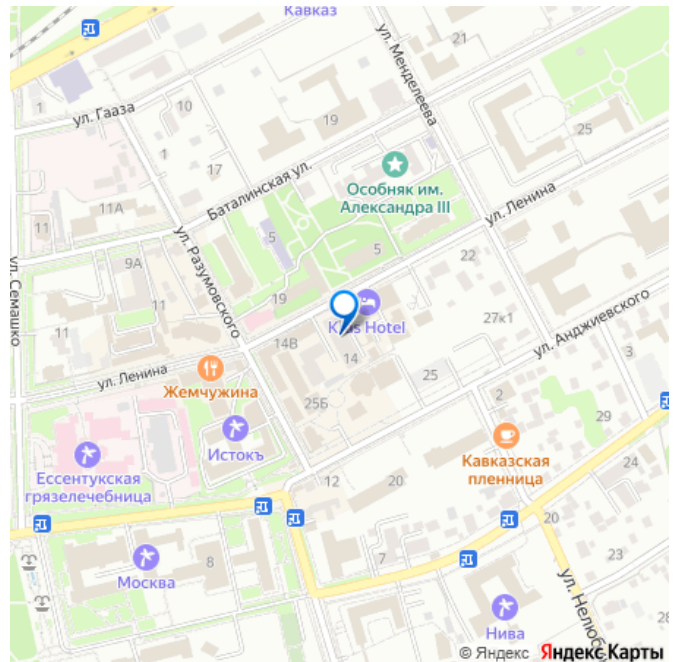 Кавказ
21
ул. Менделеева
1
ул. Гааза
10
19
25
1
17
Баталинская ул.
Особняк им.
Александра III
11А
11
ул. Ленина
5
5
22
ул. Разумовского
9А
ул. Семашко
11
11
19
Kras Hotel
27к1
ул. Анджиевского
14В
14
3
ул. Ленина
Жемчужина
25
2
25Б
29
Истокъ
Кавказская
пленница
Ессентукская
грязелечебница
24
12
20
20
8
7
23
Москва
ул. Нелюб
28
Нива
© Яндекс Яндекс Карты